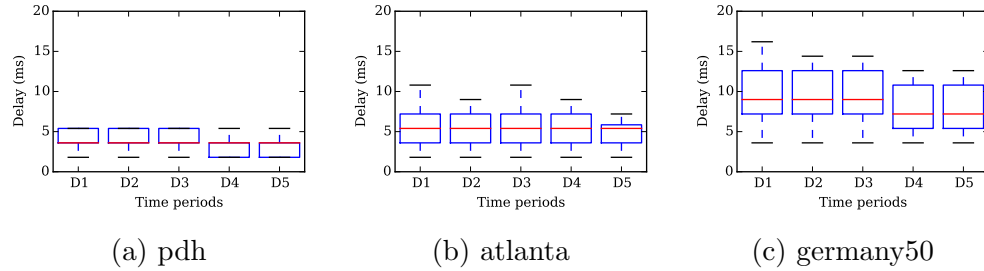 20
15
10
5
0
Delay (ms)
D1 D2 D3 D4 D5
Time periods
(a) pdh
20
15
10
5
0
Delay (ms)
D1 D2 D3 D4 D5
Time periods
(b) atlanta
20
15
10
5
0
Delay (ms)
D1 D2 D3 D4 D5
Time periods
(c) germany50